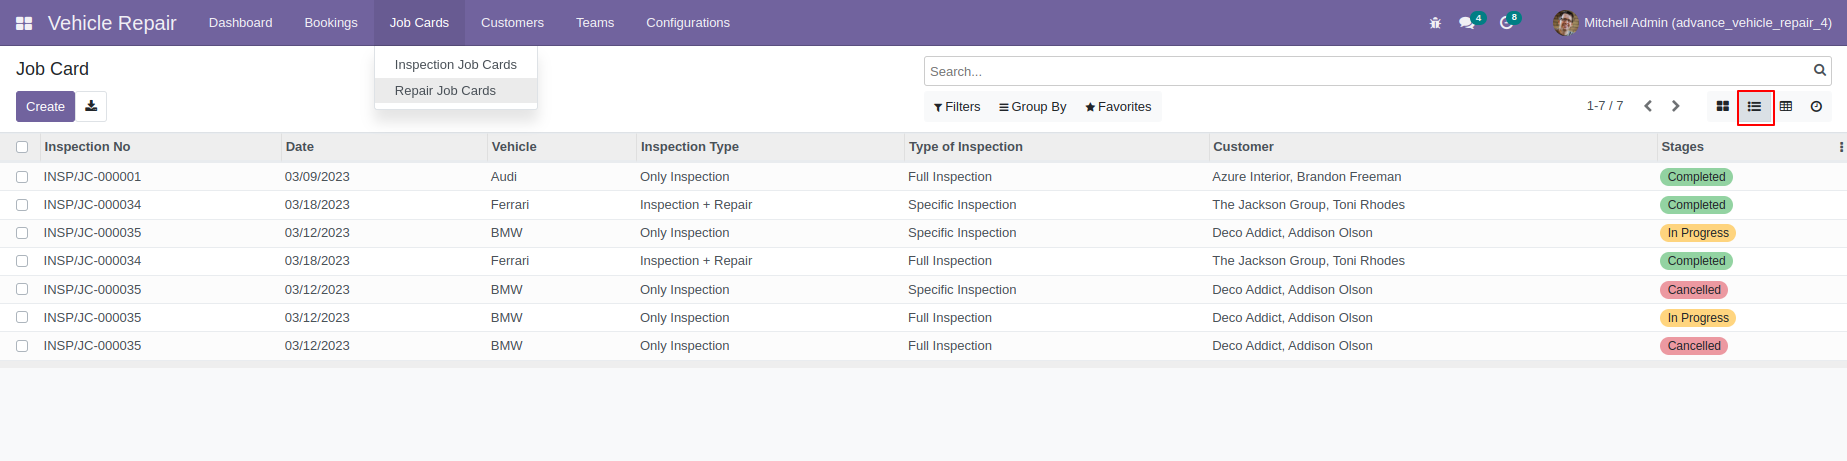 Vehicle Repair Dashboard Bookings Job Cards Customers Teams Configurations 4 8 Mitchell Admin (advance_vehicle_repair_4)
Inspection Job Cards
Repair Job Cards
Job Card
Search...
Create
Filters Group By Favorites 1-7 / 7
Inspection No Date Vehicle Inspection Type Type of Inspection Customer Stages
INSP/JC-000001 03/09/2023 Audi Only Inspection Full Inspection Azure Interior, Brandon Freeman Completed
INSP/JC-000034 03/18/2023 Ferrari Inspection + Repair Specific Inspection The Jackson Group, Toni Rhodes Completed
INSP/JC-000035 03/12/2023 BMW Only Inspection Specific Inspection Deco Addict, Addison Olson In Progress
INSP/JC-000034 03/18/2023 Ferrari Inspection + Repair Full Inspection The Jackson Group, Toni Rhodes Completed
INSP/JC-000035 03/12/2023 BMW Only Inspection Specific Inspection Deco Addict, Addison Olson Cancelled
INSP/JC-000035 03/12/2023 BMW Only Inspection Full Inspection Deco Addict, Addison Olson In Progress
INSP/JC-000035 03/12/2023 BMW Only Inspection Full Inspection Deco Addict, Addison Olson Cancelled